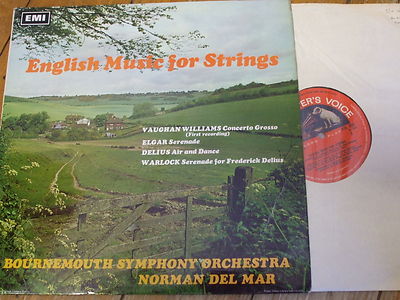 EMI
English Music for Strings
VAUGHAN WILLIAMS Concerto Grosso
(First recording)
ELGAR Serenade
DELIUS Air and Dance
WARLOCK Serenade for Frederick Delius
BOURNEMOUTH SYMPHONY ORCHESTRA
NORMAN DEL MAR
ER'S VOICE